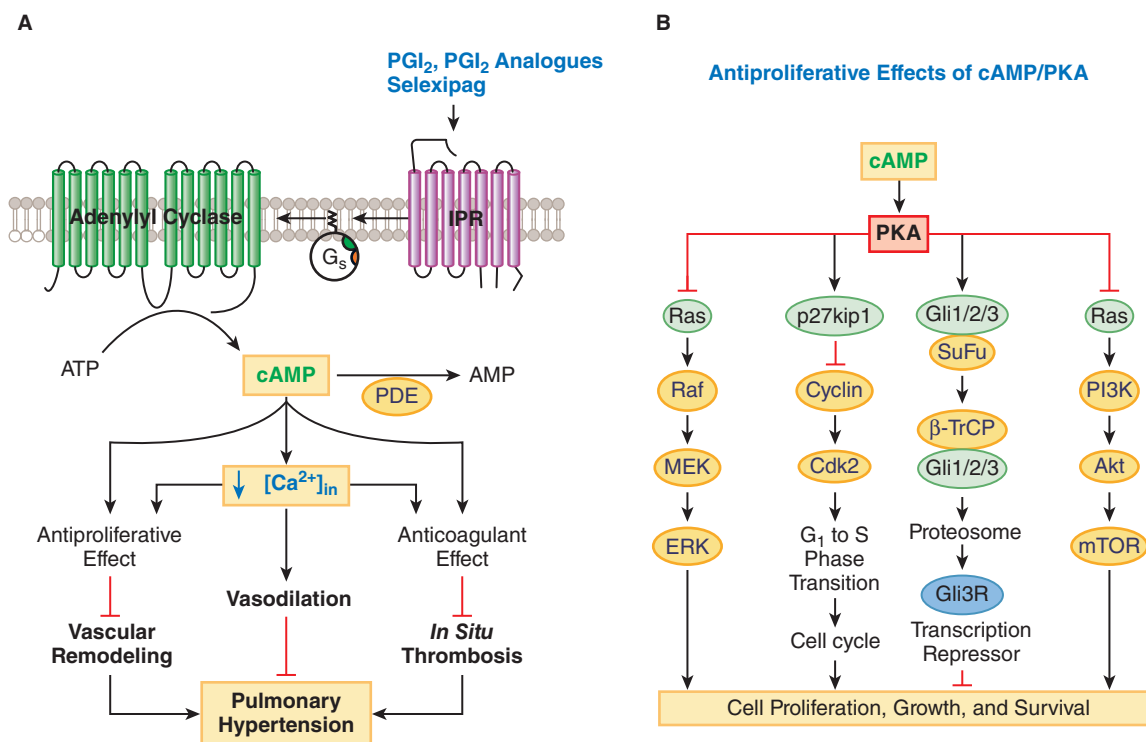 A
PGI₂, PGI₂ Analogues
Selexipag
Adenylyl Cyclase
IPR
Gₛ
ATP
cAMP
AMP
PDE
↓ [Ca²⁺]ᵢₙ
Antiproliferative
Effect
Anticoagulant
Effect
Vasodilation
Vascular
Remodeling
In Situ
Thrombosis
Pulmonary
Hypertension
B
Antiproliferative Effects of cAMP/PKA
cAMP
PKA
Ras
Raf
MEK
ERK
p27kip1
Cyclin
Cdk2
G₁ to S
Phase
Transition
Cell cycle
Gli1/2/3
SuFu
β-TrCP
Gli1/2/3
Proteosome
Gli3R
Transcription
Repressor
Ras
PI3K
Akt
mTOR
Cell Proliferation, Growth, and Survival